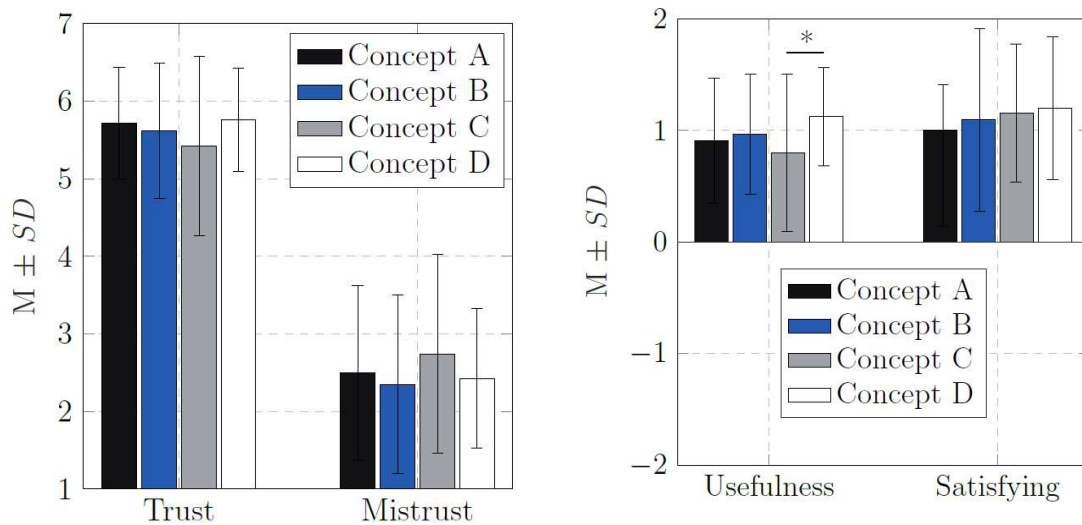 M ± SD
7
6
5
4
3
2
1
Concept A
Concept B
Concept C
Concept D
Trust
Mistrust
M ± SD
2
1
0
−1
−2
*
Concept A
Concept B
Concept C
Concept D
Usefulness
Satisfying